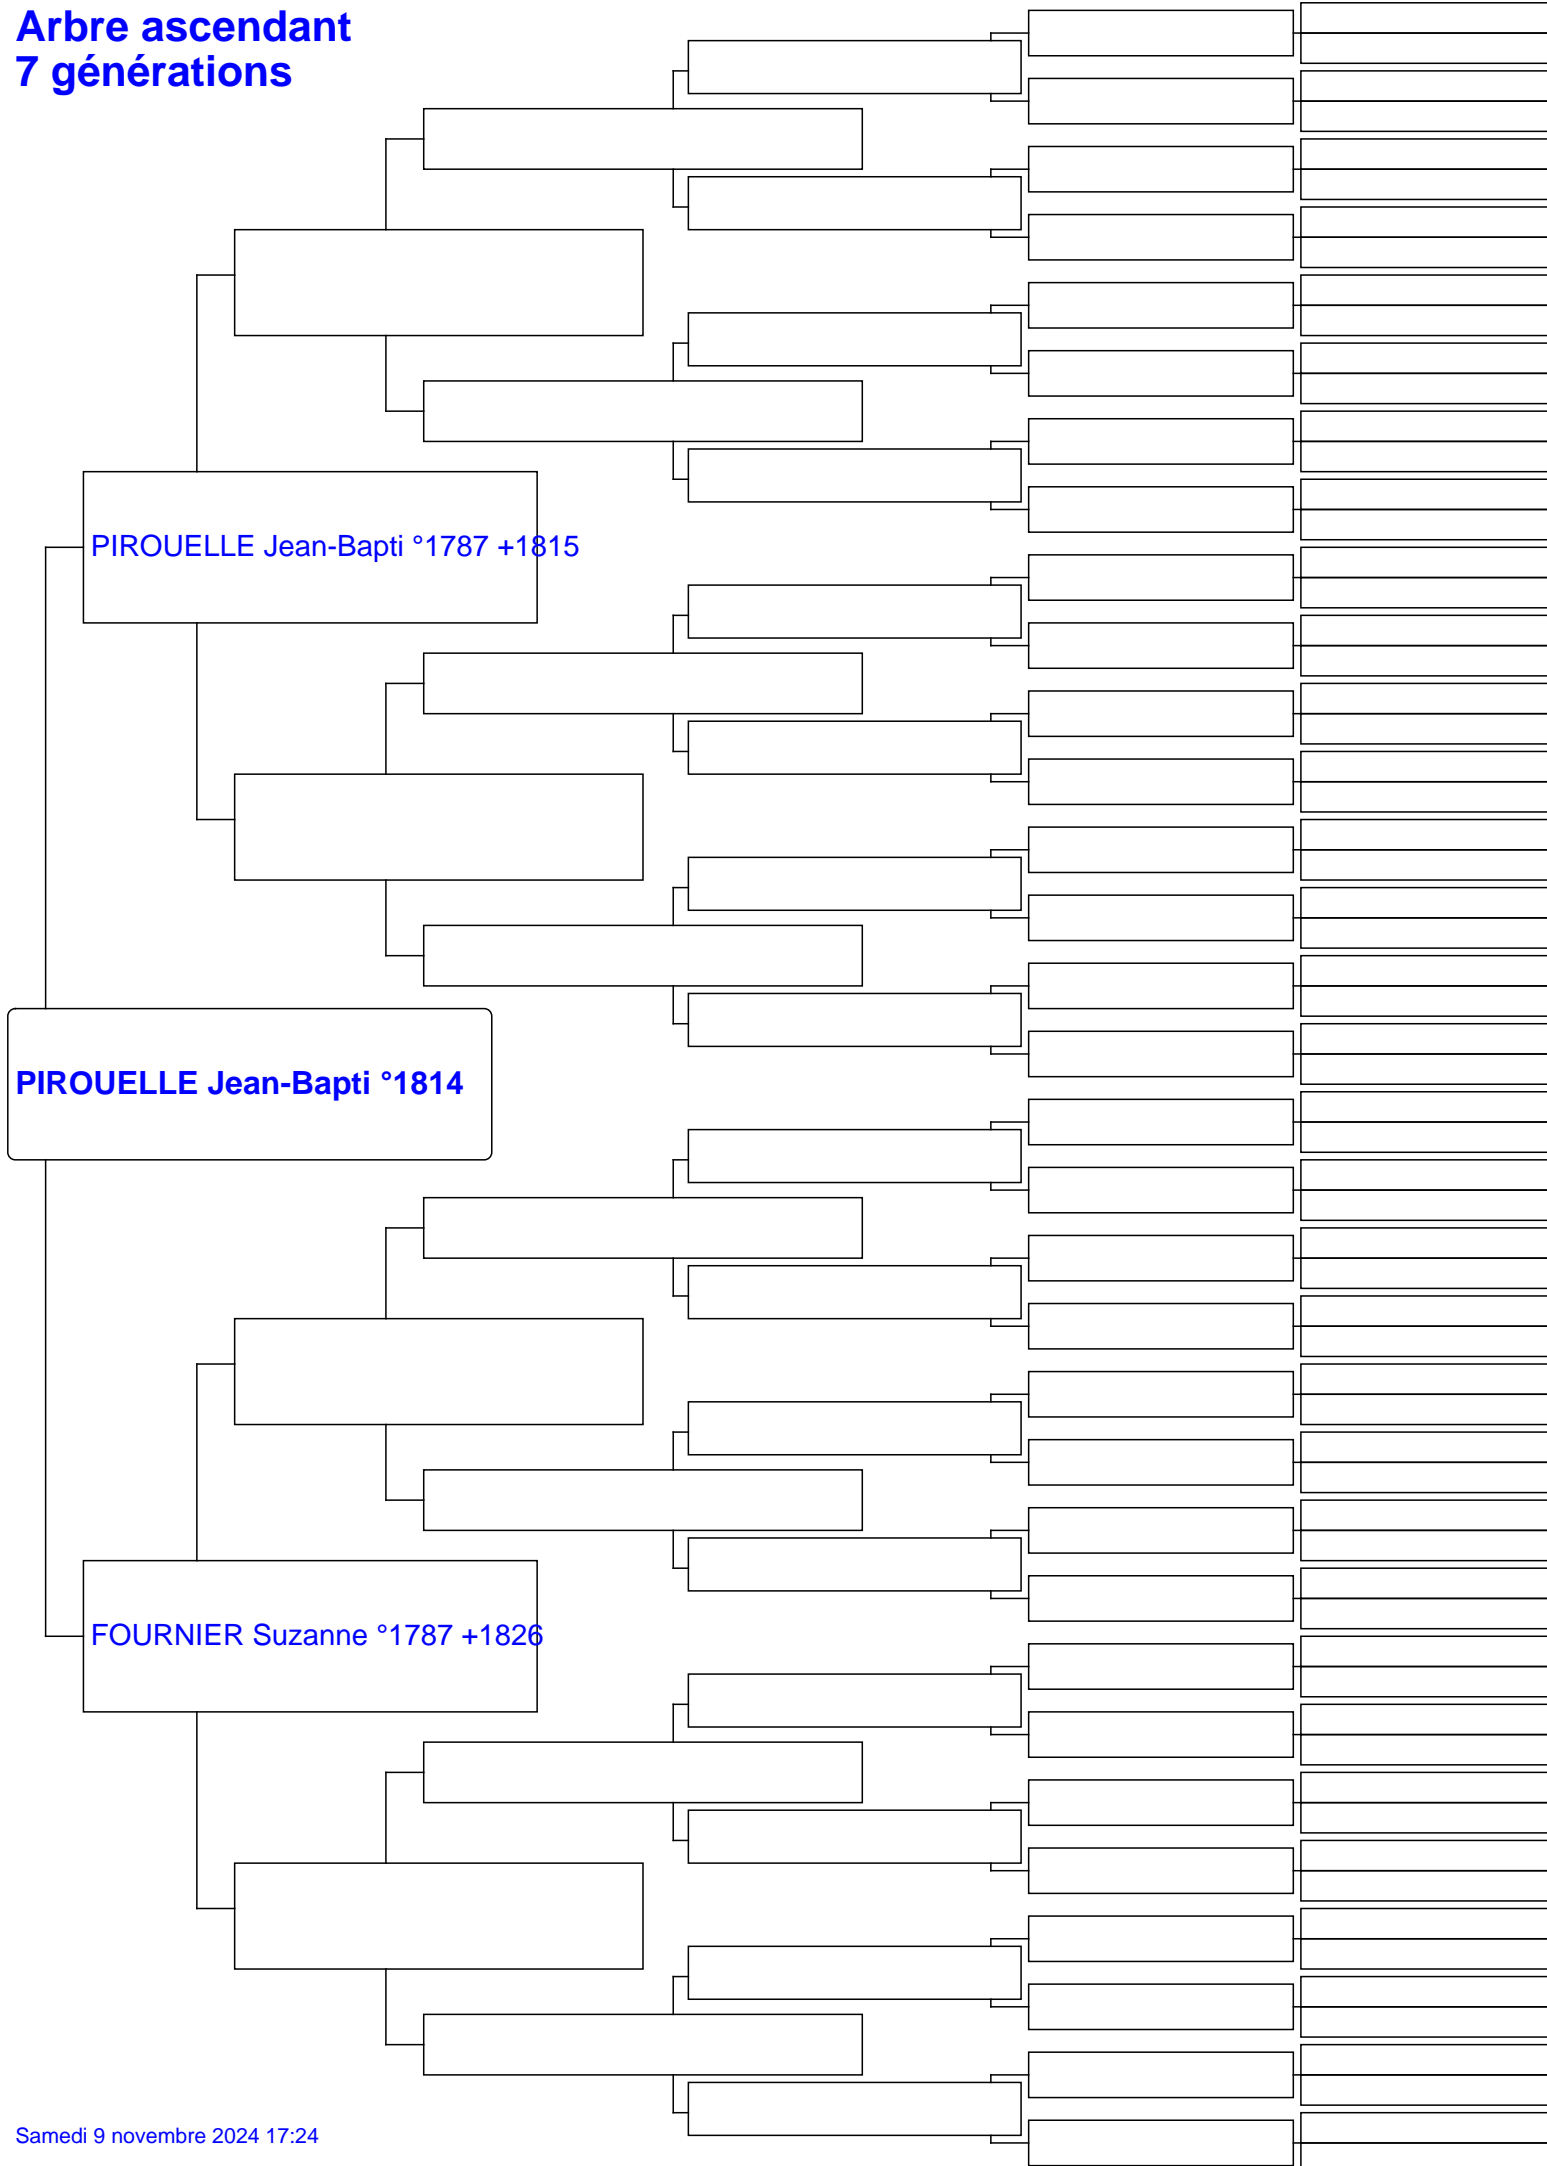 Arbre ascendant
7 générations
PIROUELLE Jean-Bapti °1787 +1815
PIROUELLE Jean-Bapti °1814
FOURNIER Suzanne °1787 +1826
Samedi 9 novembre 2024 17:24